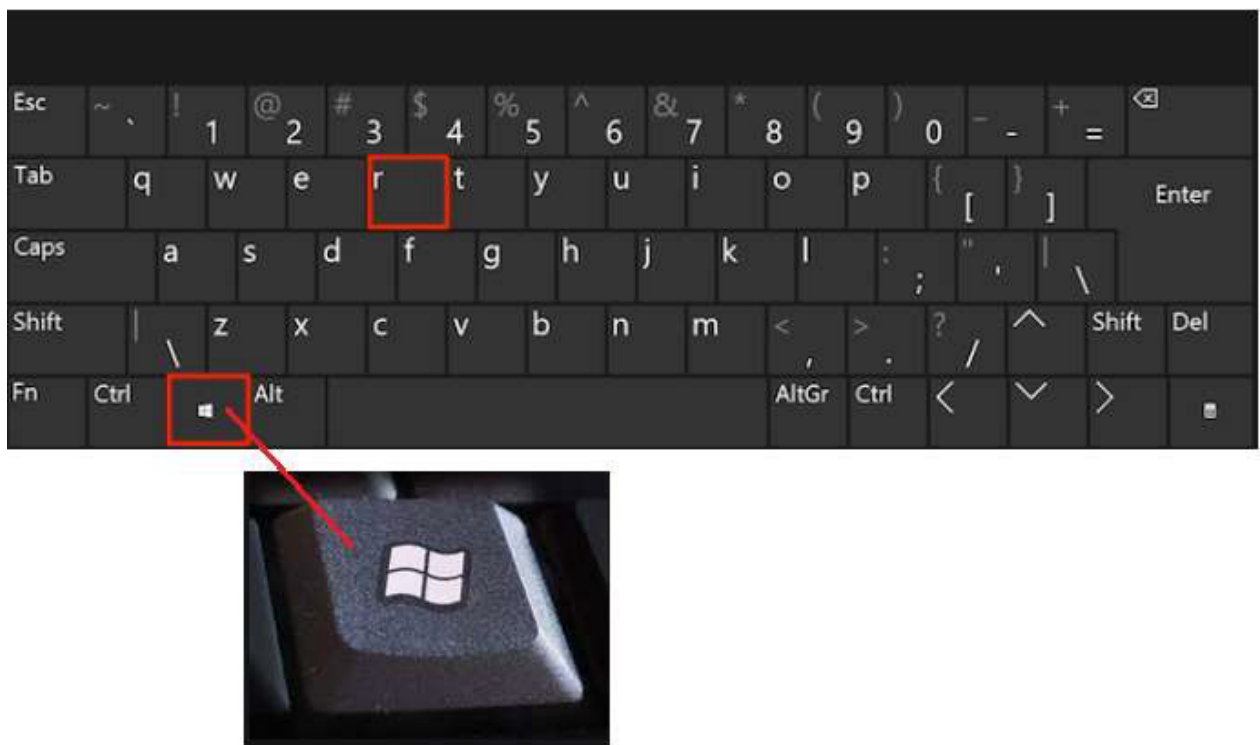 Esc ~ ` ! 1 @ 2 # 3 $ 4 % 5 ^ 6 & 7 * 8 ( 9 ) 0 _ - + =
Tab q w e r t y u i o p { [ } ] Enter
Caps a s d f g h j k l : ; " ' | \
Shift | \ z x c v b n m < , > . ? / Shift Del
Fn Ctrl Alt AltGr Ctrl